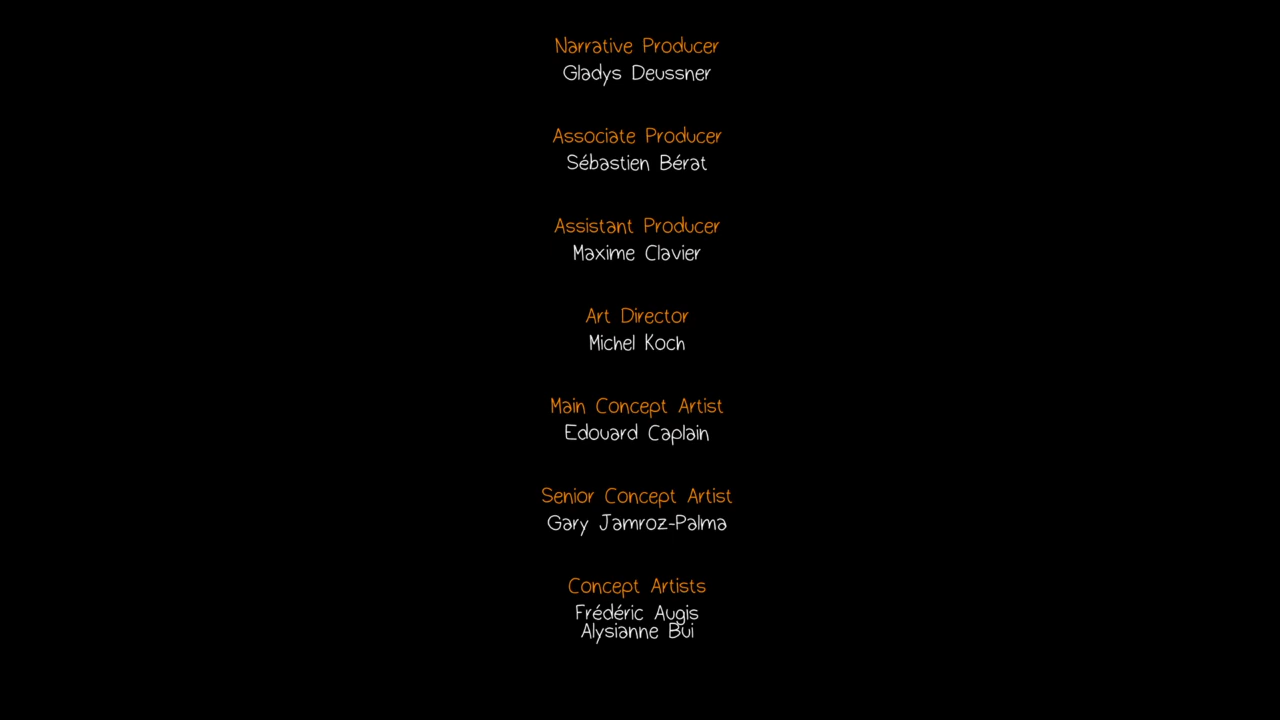 Narrative Producer
Gladys Deussner
Associate Producer
Sébastien Bérat
Assistant Producer
Maxime Clavier
Art Director
Michel Koch
Main Concept Artist
Edouard Caplain
Senior Concept Artist
Gary Jamroz-Palma
Concept Artists
Frédéric Augis
Alysianne Bui